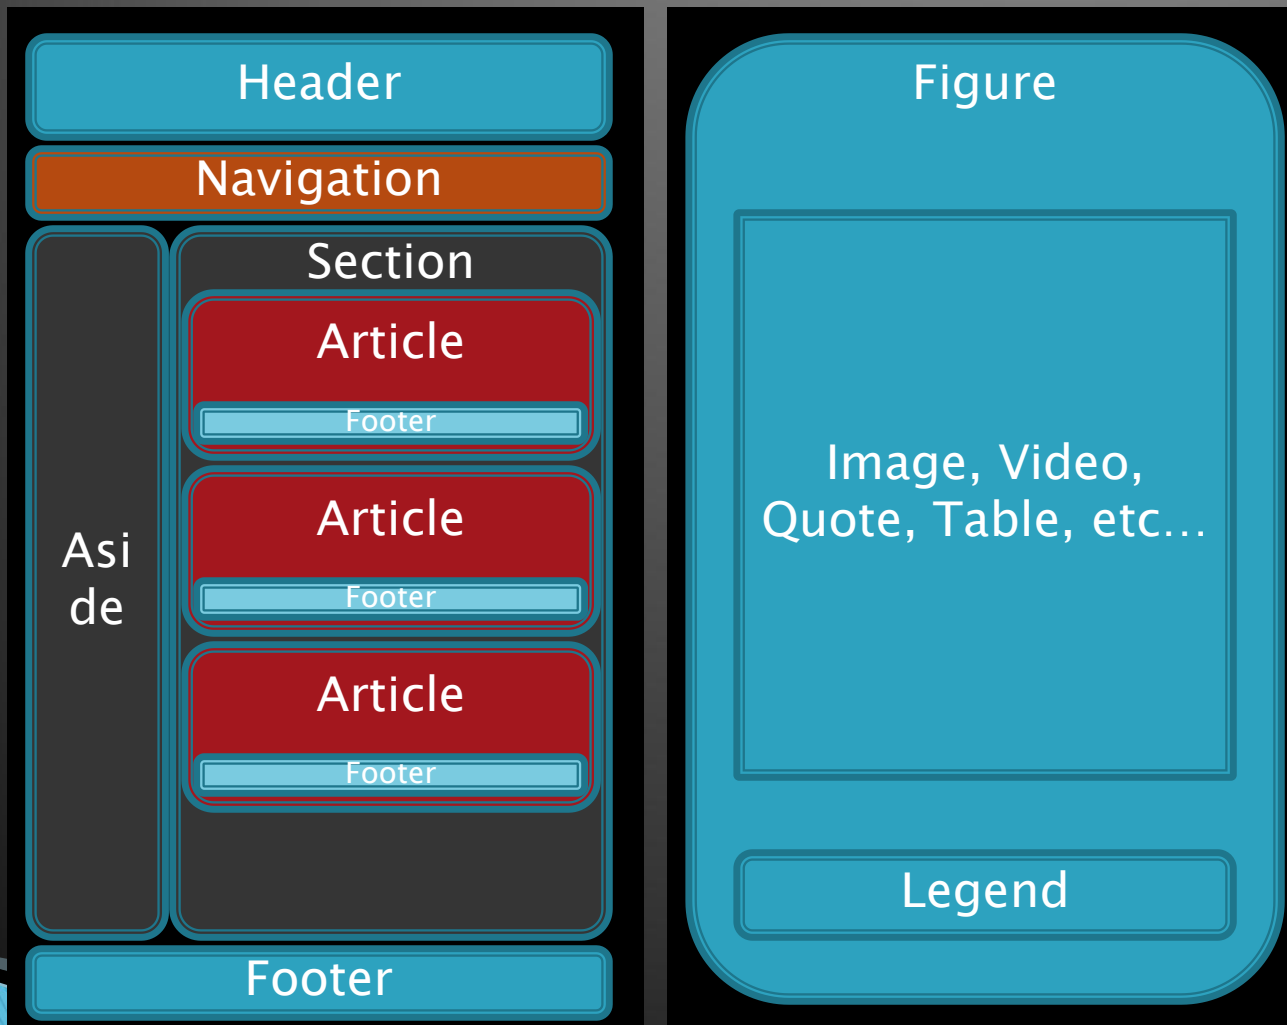 Header
Navigation
Asi
de
Section
Article
Footer
Article
Footer
Article
Footer
Footer
Figure
Image, Video,
Quote, Table, etc…
Legend